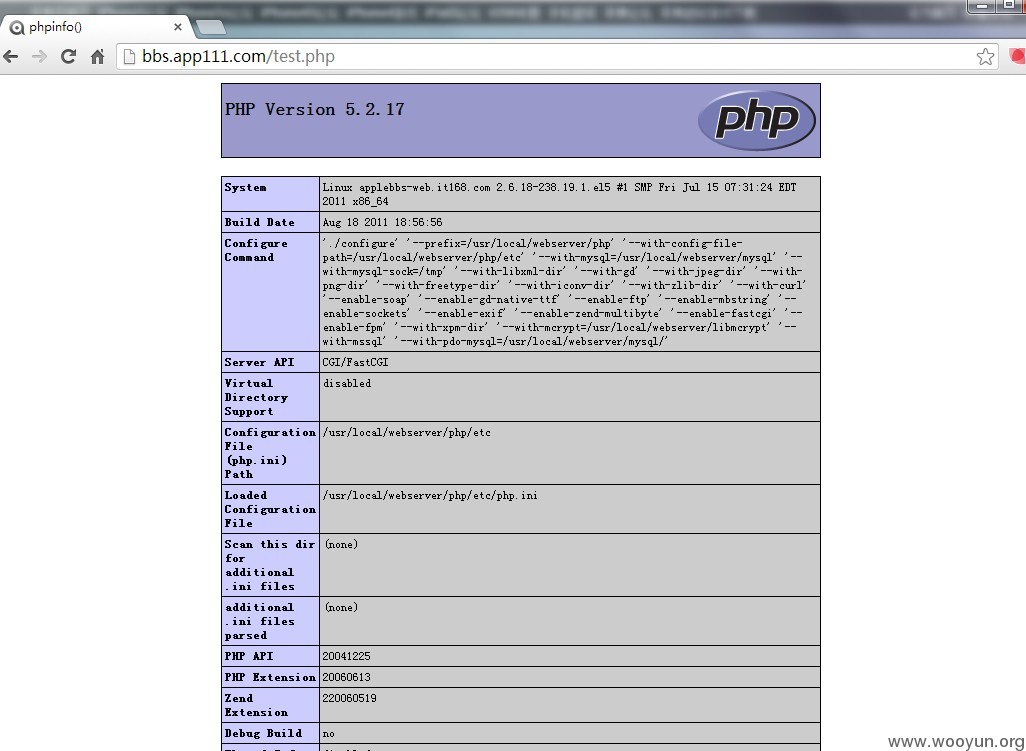 phpinfo()
bbs.app111.com/test.php
PHP Version 5.2.17
php
System
Linux applebbs-web.it168.com 2.6.18-238.19.1.el5 #1 SMP Fri Jul 15 07:31:24 EDT
2011 x86_64
Build Date
Aug 18 2011 18:56:56
Configure
Command
'./configure' '--prefix=/usr/local/webserver/php' '--with-config-file-
path=/usr/local/webserver/php/etc' '--with-mysql=/usr/local/webserver/mysql' '--
with-mysql-sock=/tmp' '--with-libxml-dir' '--with-gd' '--with-jpeg-dir' '--with-
png-dir' '--with-freetype-dir' '--with-iconv-dir' '--with-zlib-dir' '--with-curl'
'--enable-soap' '--enable-gd-native-ttf' '--enable-ftp' '--enable-mbstring' '--
enable-sockets' '--enable-exif' '--enable-zend-multibyte' '--enable-fastcgi' '--
enable-fpm' '--with-xpm-dir' '--with-mcrypt=/usr/local/webserver/libmcrypt' '--
with-mssql' '--with-pdo-mysql=/usr/local/webserver/mysql/'
Server API
CGI/FastCGI
Virtual
Directory
Support
disabled
Configuration
File
(php.ini)
Path
/usr/local/webserver/php/etc
Loaded
Configuration
File
/usr/local/webserver/php/etc/php.ini
Scan this dir
for
additional
.ini files
(none)
additional
.ini files
parsed
(none)
PHP API
20041225
PHP Extension
20060613
Zend
Extension
220060519
Debug Build
no
www.wooyun.org